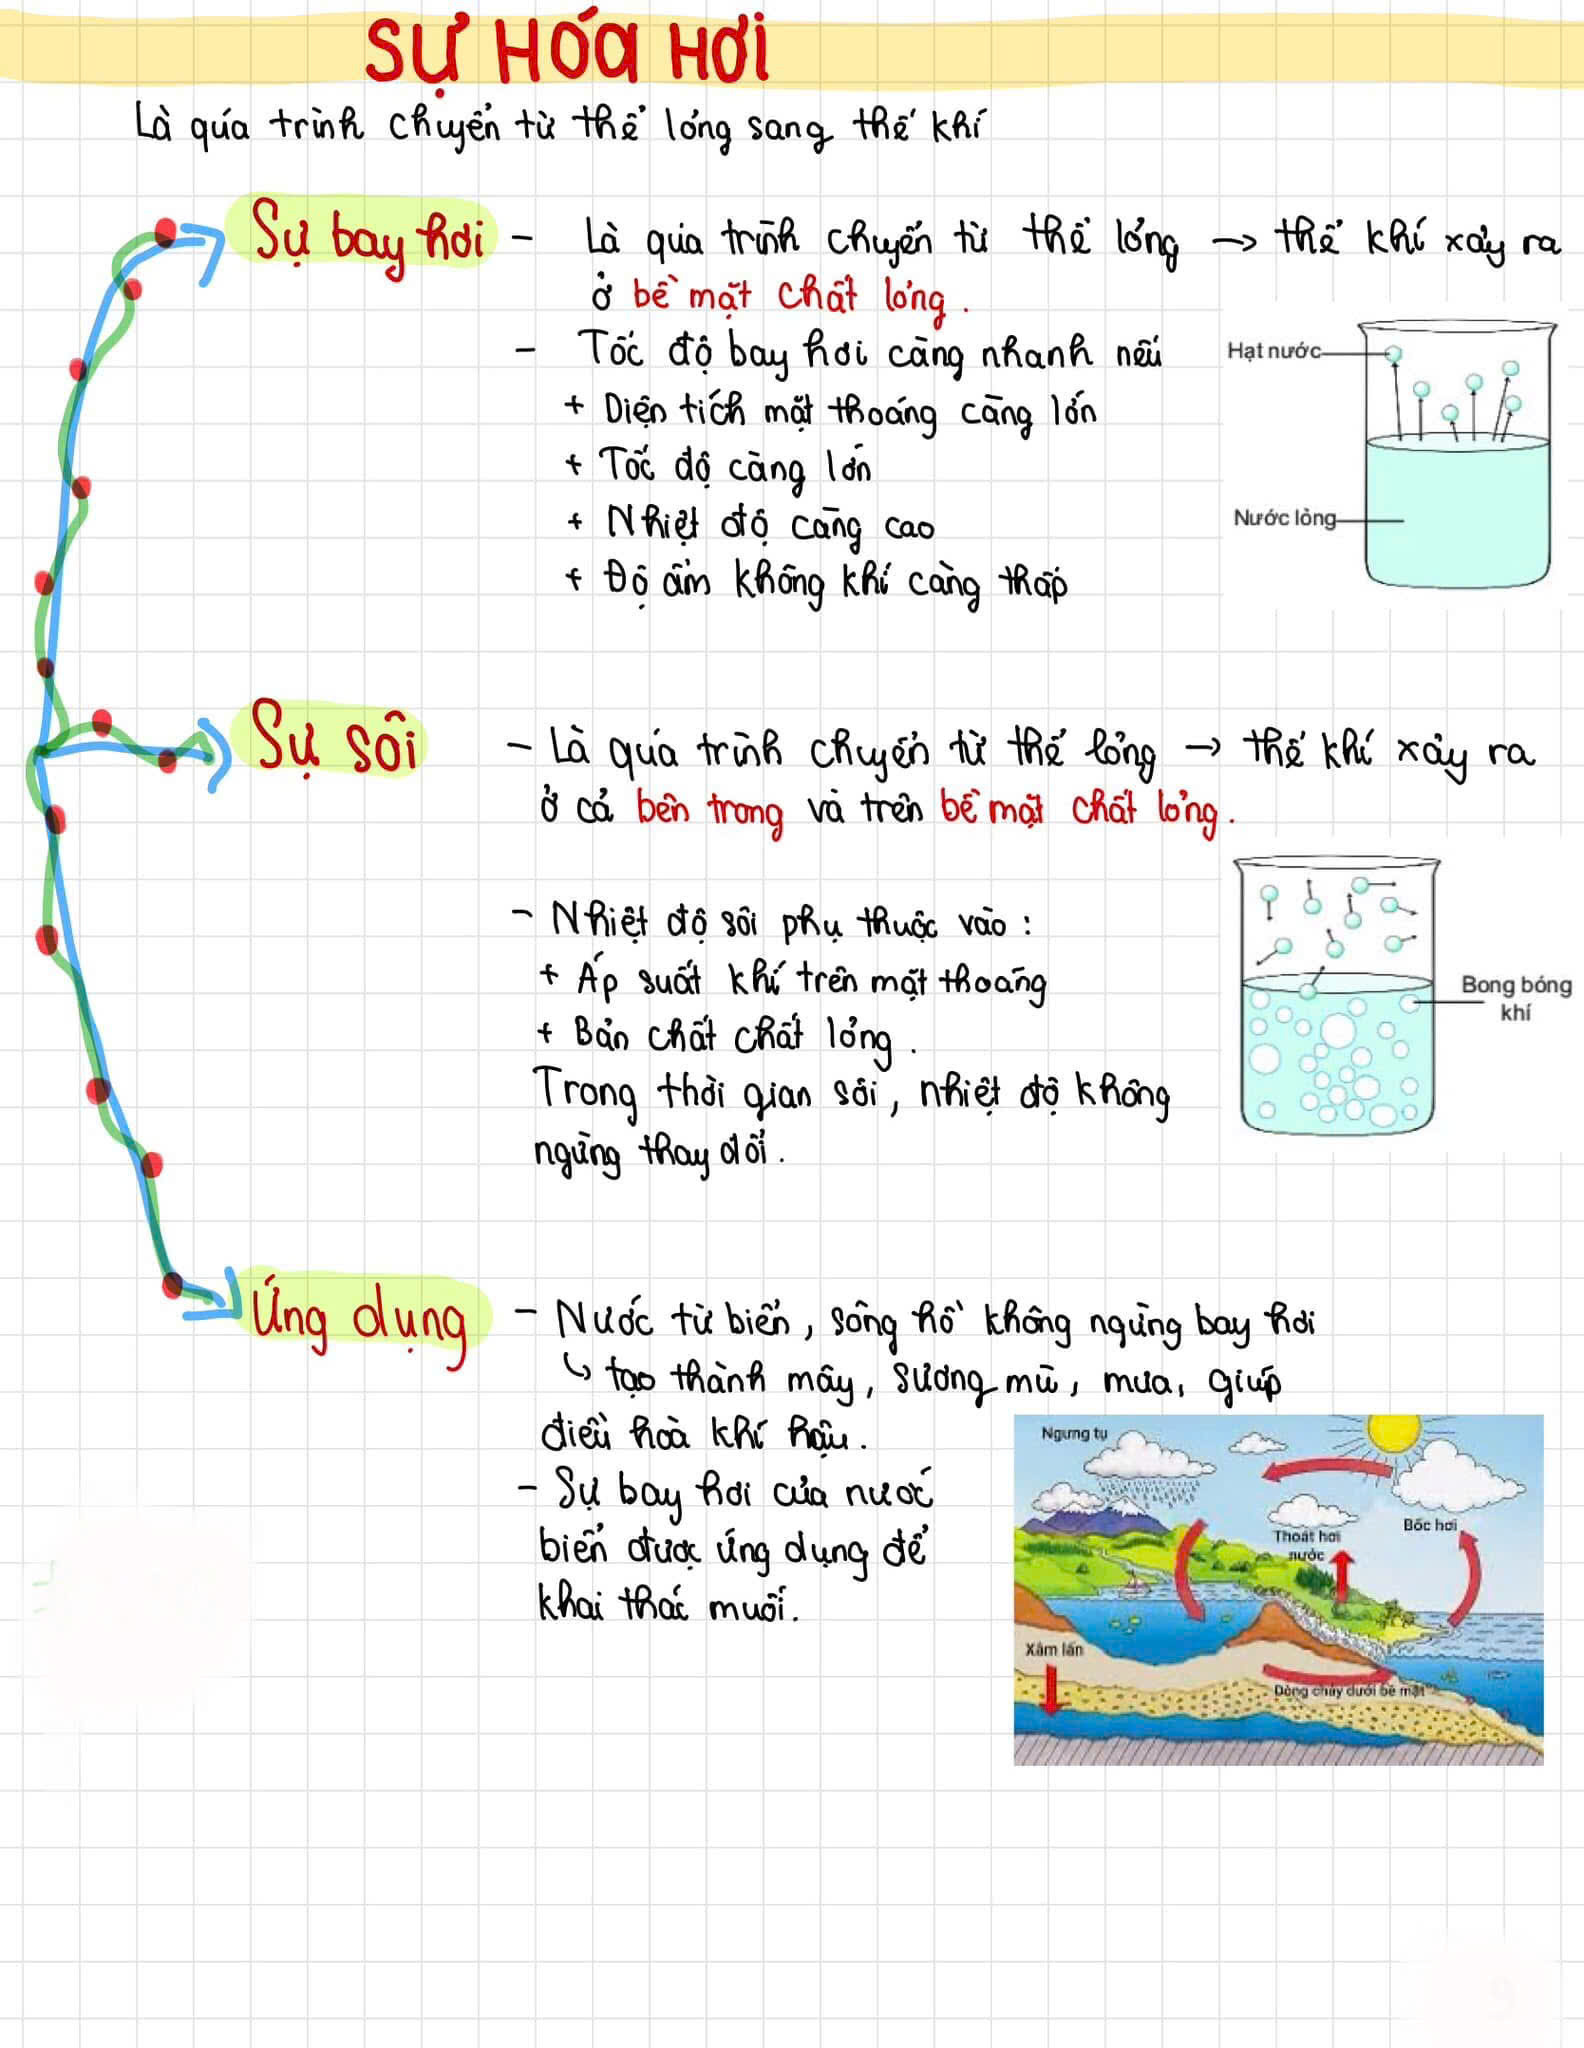 SỰ HÓA HƠI
Là qúa trình chuyển từ thể lỏng sang thể khí
Sự bay hơi - Là qúa trình chuyển từ thể lỏng → thể khí xảy ra
ở bề mặt chất lỏng.
- Tốc độ bay hơi càng nhanh nếu
Hạt nước
+ Diện tích mặt thoáng càng lớn
+ Tốc độ càng lớn
+ Nhiệt độ càng cao
Nước lỏng
+ Độ ẩm không khí càng thấp
Sự sôi - Là qúa trình chuyển từ thể lỏng → thể khí xảy ra
ở cả bên trong và trên bề mặt chất lỏng.
- Nhiệt độ sôi phụ thuộc vào :
+ Áp suất khí trên mặt thoáng
Bong bóng
khí
+ Bản chất chất lỏng.
Trong thời gian sôi, nhiệt độ không
ngừng thay đổi.
Ứng dụng - Nước từ biển, sông hồ không ngừng bay hơi
↳ tạo thành mây, sương mù, mưa, giúp
điều hoà khí hậu.
- Sự bay hơi của nước
biển được ứng dụng để
khai thác muối.
Ngưng tụ
Bốc hơi
Thoát hơi
nước
Xâm lấn
Dòng chảy dưới bề mặt
9